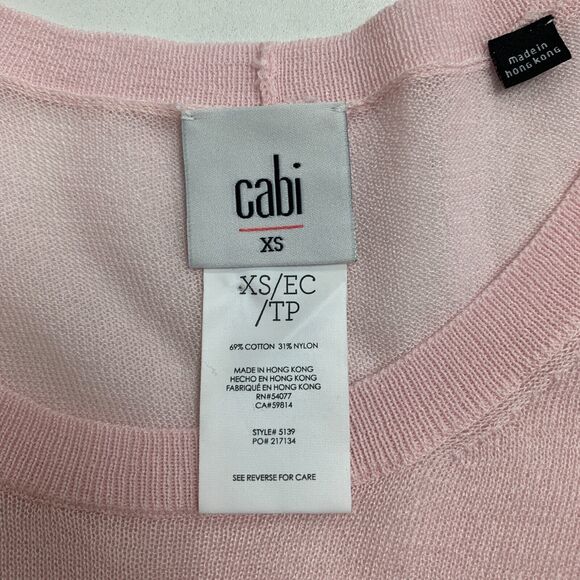 made in
hong kong
cabi
XS
XS/EC
/TP
69% COTTON 31% NYLON
MADE IN HONG KONG
HECHO EN HONG KONG
FABRIQUÉ EN HONG KONG
RN#54077
CA#59814
STYLE# 5139
PO# 217134
SEE REVERSE FOR CARE